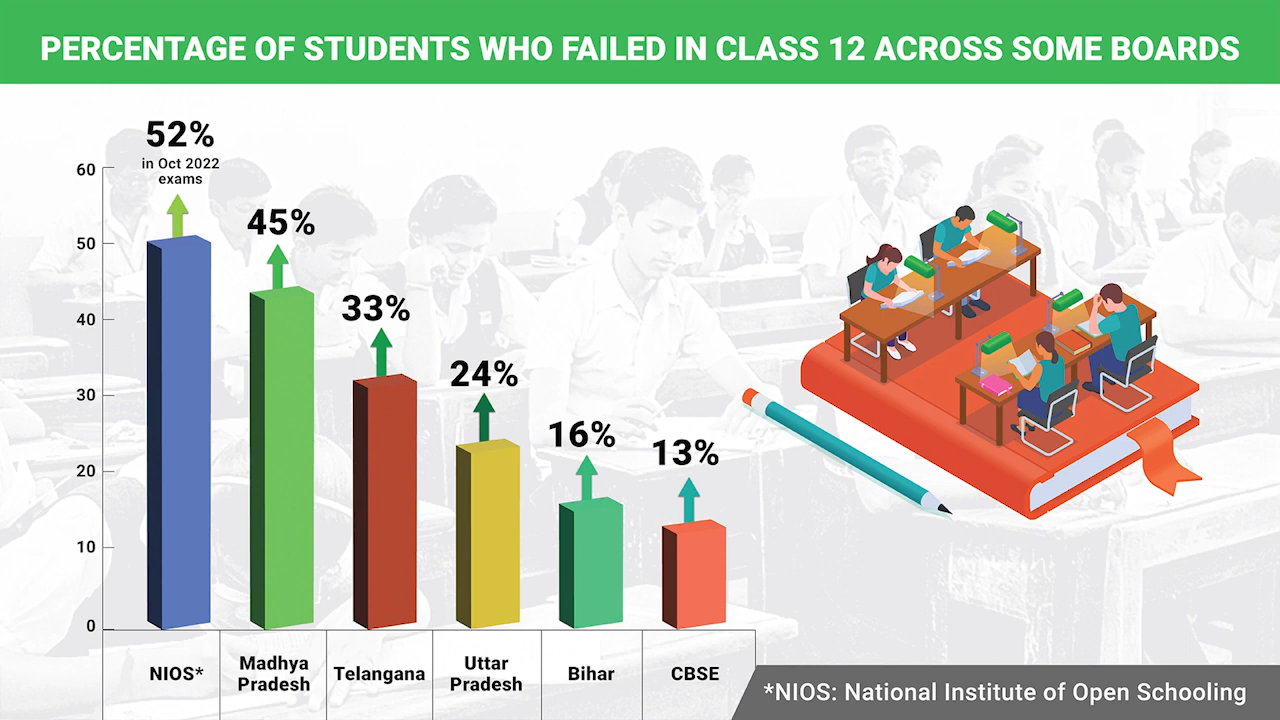 PERCENTAGE OF STUDENTS WHO FAILED IN CLASS 12 ACROSS SOME BOARDS
52%
in Oct 2022
exams
45%
33%
24%
16%
13%
60
50
40
30
20
10
0
NIOS*
Madhya
Pradesh
Telangana
Uttar
Pradesh
Bihar
CBSE
*NIOS: National Institute of Open Schooling